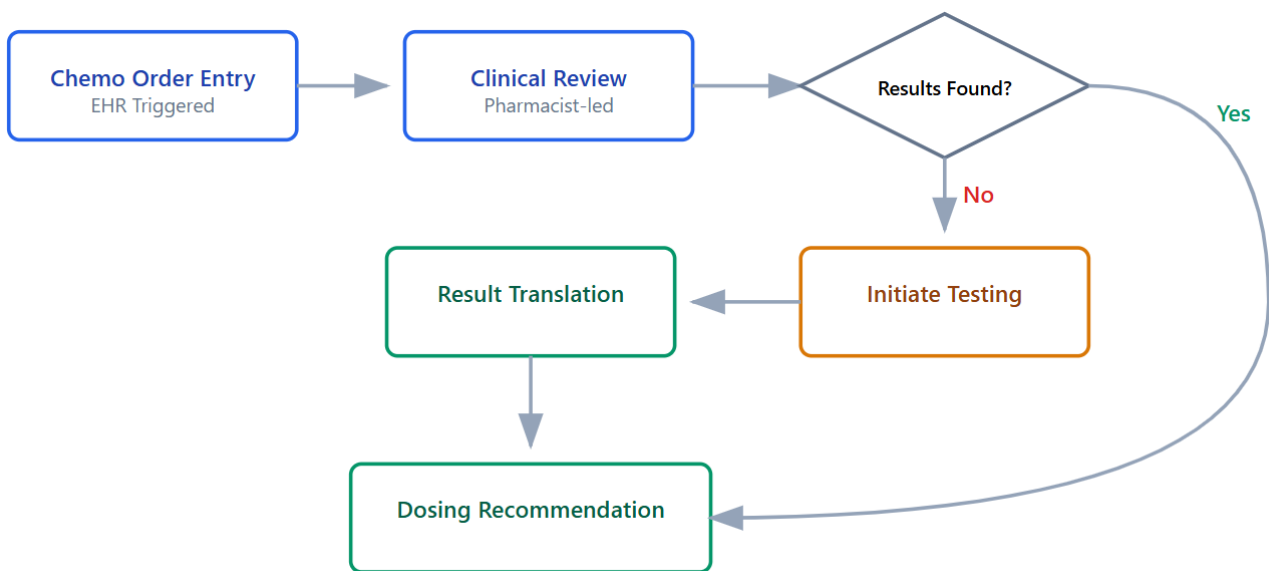 Chemo Order Entry
EHR Triggered
Clinical Review
Pharmacist-led
Results Found?
Yes
No
Result Translation
Initiate Testing
Dosing Recommendation